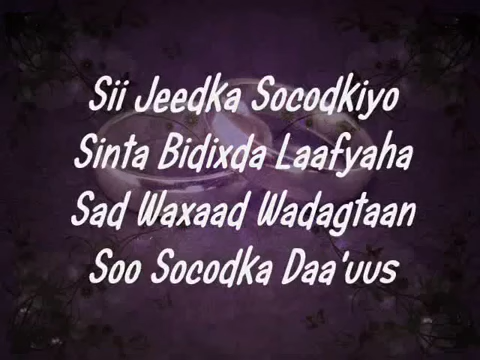 Sii Jeedka Socodkiyo
Sinta Bidixda Laafyaha
Sad Waxaad Wadagtaan
Soo Socodka Daa'uus